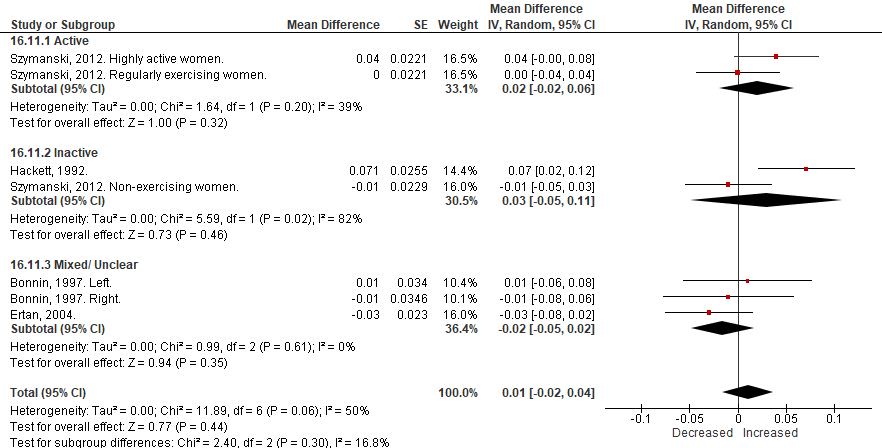 Mean Difference Mean Difference
Study or Subgroup Mean Difference SE Weight IV, Random, 95% CI IV, Random, 95% CI
16.11.1 Active
Szymanski, 2012. Highly active women. 0.04 0.0221 16.5% 0.04 [-0.00, 0.08]
Szymanski, 2012. Regularly exercising women. 0 0.0221 16.5% 0.00 [-0.04, 0.04]
Subtotal (95% CI) 33.1% 0.02 [-0.02, 0.06]
Heterogeneity: Tau² = 0.00; Chi² = 1.64, df = 1 (P = 0.20); I² = 39%
Test for overall effect: Z = 1.00 (P = 0.32)
16.11.2 Inactive
Hackett, 1992. 0.071 0.0255 14.4% 0.07 [0.02, 0.12]
Szymanski, 2012. Non-exercising women. -0.01 0.0229 16.0% -0.01 [-0.05, 0.03]
Subtotal (95% CI) 30.5% 0.03 [-0.05, 0.11]
Heterogeneity: Tau² = 0.00; Chi² = 5.59, df = 1 (P = 0.02); I² = 82%
Test for overall effect: Z = 0.73 (P = 0.46)
16.11.3 Mixed/ Unclear
Bonnin, 1997. Left. 0.01 0.034 10.4% 0.01 [-0.06, 0.08]
Bonnin, 1997. Right. -0.01 0.0346 10.1% -0.01 [-0.08, 0.06]
Ertan, 2004. -0.03 0.023 16.0% -0.03 [-0.08, 0.02]
Subtotal (95% CI) 36.4% -0.02 [-0.05, 0.02]
Heterogeneity: Tau² = 0.00; Chi² = 0.99, df = 2 (P = 0.61); I² = 0%
Test for overall effect: Z = 0.94 (P = 0.35)
Total (95% CI) 100.0% 0.01 [-0.02, 0.04]
Heterogeneity: Tau² = 0.00; Chi² = 11.89, df = 6 (P = 0.06); I² = 50%
Test for overall effect: Z = 0.77 (P = 0.44)
Test for subgroup differences: Chi² = 2.40, df = 2 (P = 0.30), I² = 16.8%
-0.1 -0.05 0 0.05 0.1
Decreased Increased